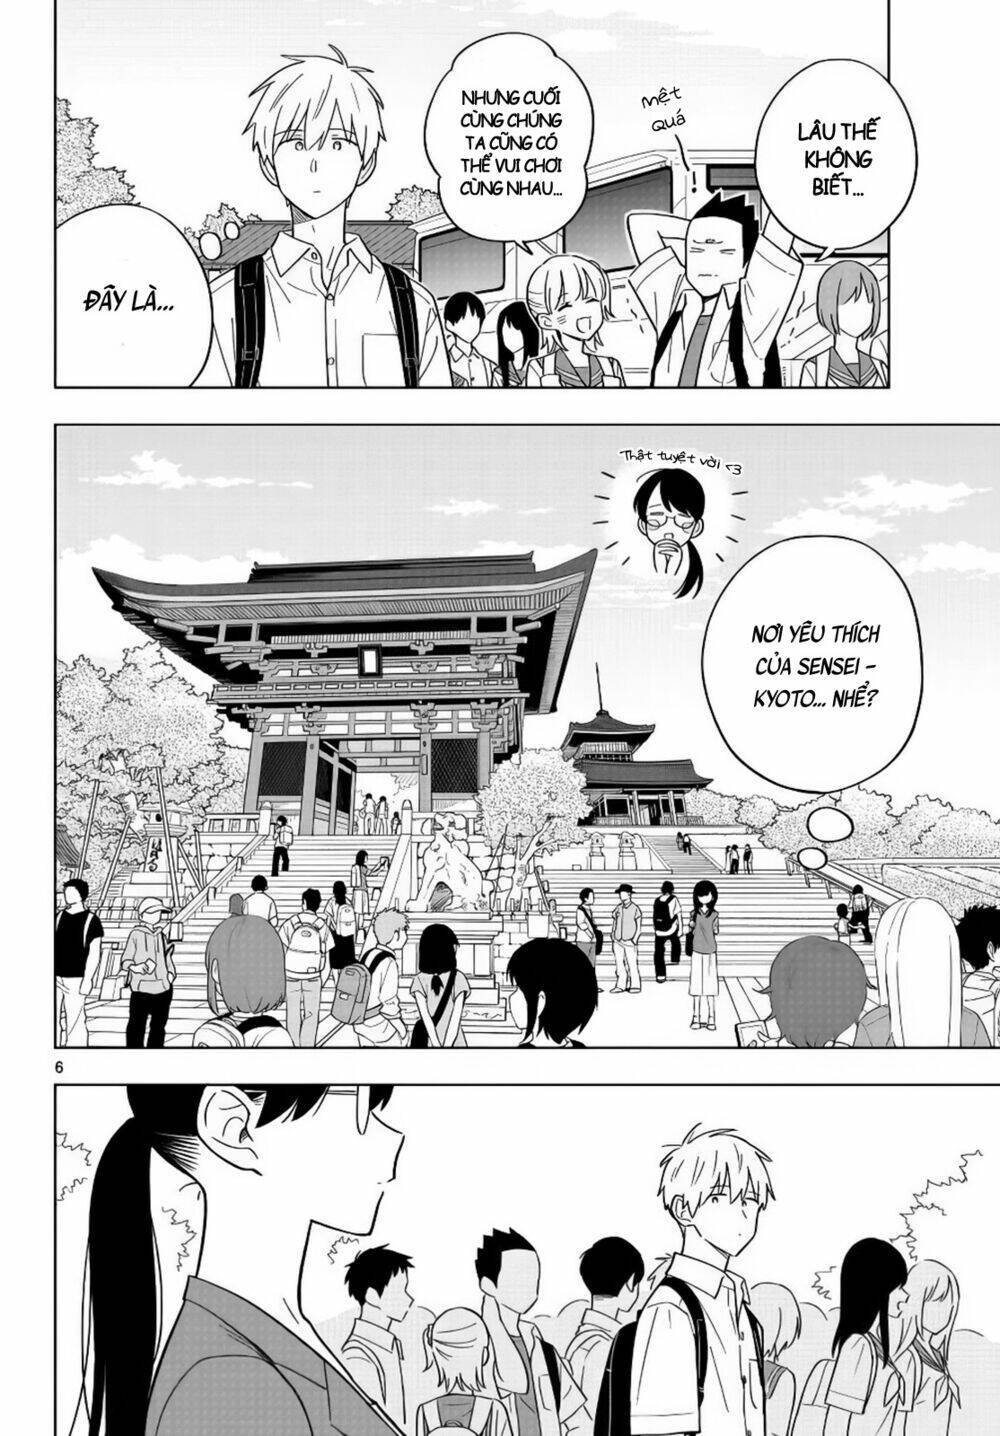 LÂU THẾ
KHÔNG
BIẾT...
mệt
quá
NHƯNG CUỐI
CÙNG CHÚNG
TA CŨNG CÓ
THỂ VUI CHƠI
CÙNG NHAU...
ĐÂY LÀ...
Thật tuyệt vời <3
NƠI YÊU THÍCH
CỦA SENSEI -
KYOTO... NHỂ?
6